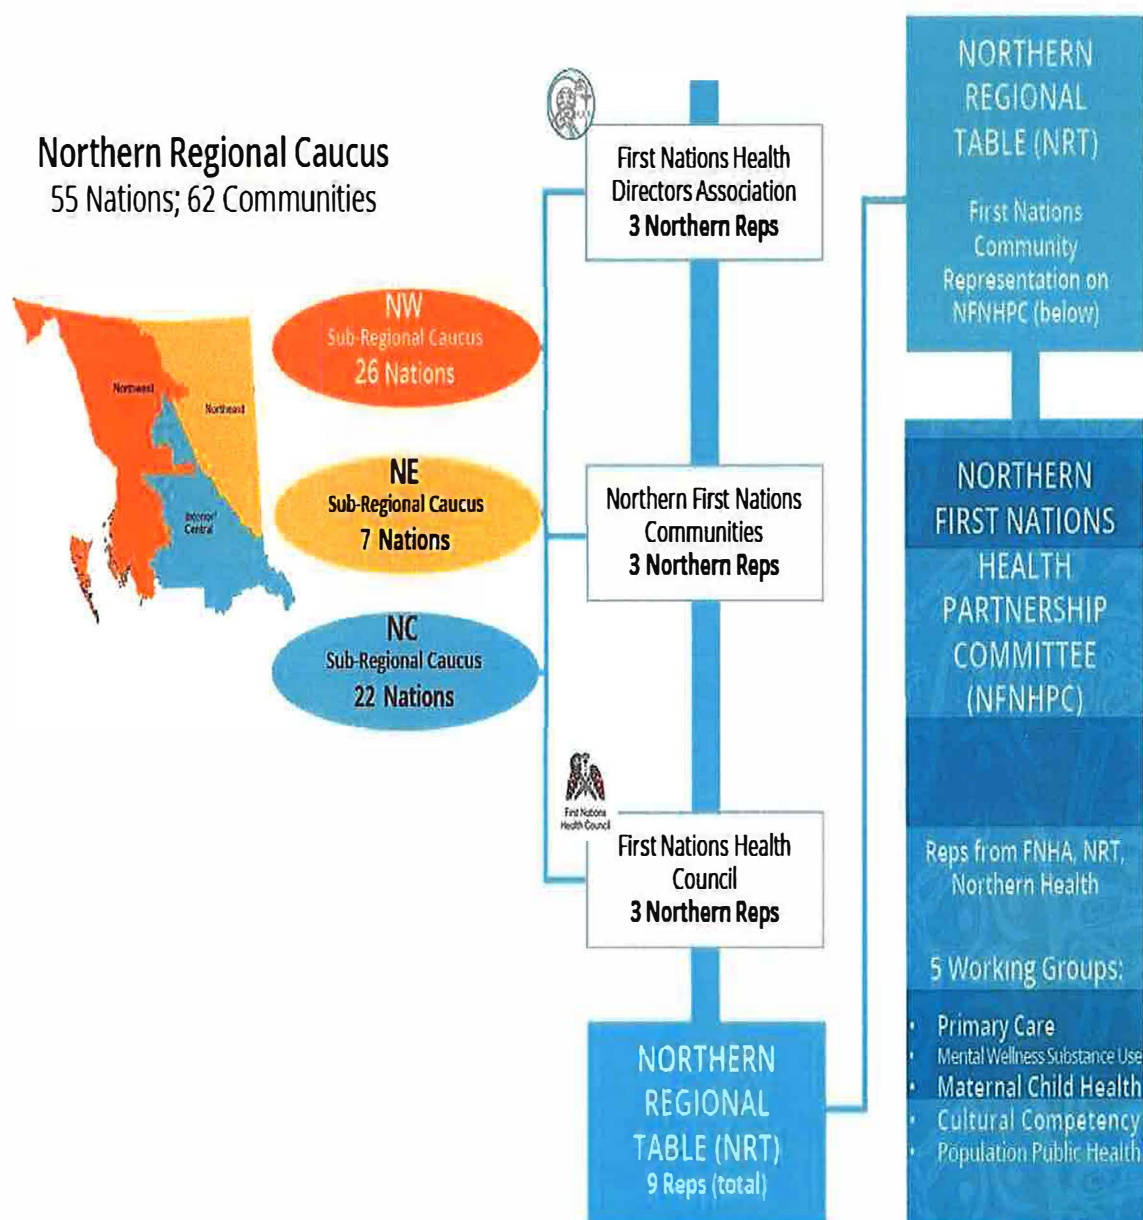 Northern Regional Caucus
55 Nations; 62 Communities
Northwest
Northeast
Interior/
Central
NW
Sub-Regional Caucus
26 Nations
NE
Sub-Regional Caucus
7 Nations
NC
Sub-Regional Caucus
22 Nations
First Nations Health
Directors Association
3 Northern Reps
Northern First Nations
Communities
3 Northern Reps
First Nations
Health Council
First Nations Health
Council
3 Northern Reps
NORTHERN
REGIONAL
TABLE (NRT)
9 Reps (total)
NORTHERN
REGIONAL
TABLE (NRT)
First Nations
Community
Representation on
NFNHPC (below)
NORTHERN
FIRST NATIONS
HEALTH
PARTNERSHIP
COMMITTEE
(NFNHPC)
Reps from FNHA, NRT,
Northern Health
5 Working Groups:
• Primary Care
• Mental Wellness Substance Use
• Maternal Child Health
• Cultural Competency
• Population Public Health